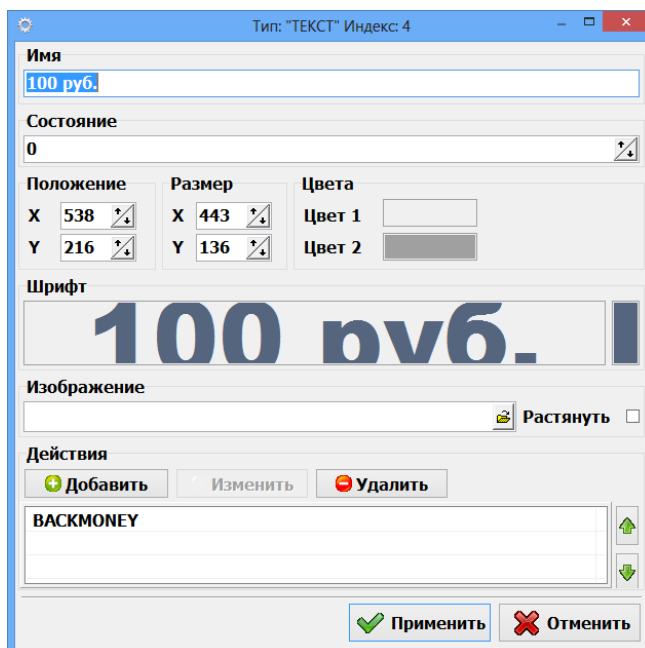 Тип: "ТЕКСТ" Индекс: 4
Имя
100 руб.
Состояние
0
Положение Размер Цвета
X 538 X 443 Цвет 1
Y 216 Y 136 Цвет 2
Шрифт
100 руб.
Изображение
Растянуть
Действия
Добавить Изменить Удалить
BACKMONEY
Применить Отменить